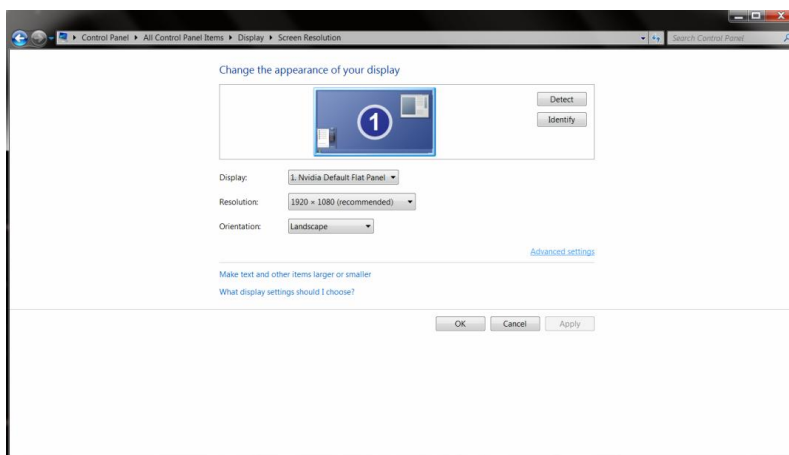 Control Panel ▸ All Control Panel Items ▸ Display ▸ Screen Resolution
Search Control Panel
Change the appearance of your display
1
Detect
Identify
Display: 1. Nvidia Default Flat Panel
Resolution: 1920 × 1080 (recommended)
Orientation: Landscape
Advanced settings
Make text and other items larger or smaller
What display settings should I choose?
OK Cancel Apply